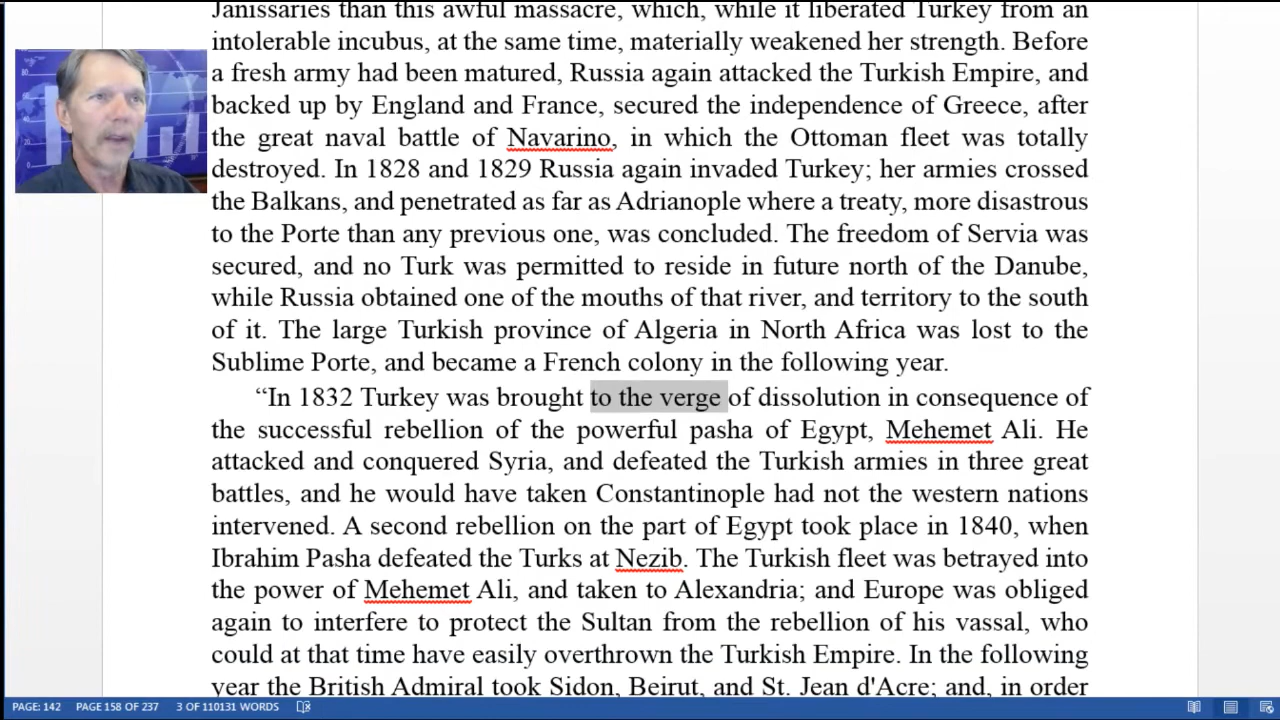 Janissaries than this awful massacre, which, while it liberated Turkey from an
intolerable incubus, at the same time, materially weakened her strength. Before
a fresh army had been matured, Russia again attacked the Turkish Empire, and
backed up by England and France, secured the independence of Greece, after
the great naval battle of Navarino, in which the Ottoman fleet was totally
destroyed. In 1828 and 1829 Russia again invaded Turkey; her armies crossed
the Balkans, and penetrated as far as Adrianople where a treaty, more disastrous
to the Porte than any previous one, was concluded. The freedom of Servia was
secured, and no Turk was permitted to reside in future north of the Danube,
while Russia obtained one of the mouths of that river, and territory to the south
of it. The large Turkish province of Algeria in North Africa was lost to the
Sublime Porte, and became a French colony in the following year.
“In 1832 Turkey was brought to the verge of dissolution in consequence of
the successful rebellion of the powerful pasha of Egypt, Mehemet Ali. He
attacked and conquered Syria, and defeated the Turkish armies in three great
battles, and he would have taken Constantinople had not the western nations
intervened. A second rebellion on the part of Egypt took place in 1840, when
Ibrahim Pasha defeated the Turks at Nezib. The Turkish fleet was betrayed into
the power of Mehemet Ali, and taken to Alexandria; and Europe was obliged
again to interfere to protect the Sultan from the rebellion of his vassal, who
could at that time have easily overthrown the Turkish Empire. In the following
year the British Admiral took Sidon, Beirut, and St. Jean d'Acre; and, in order
PAGE: 142 PAGE 158 OF 237 3 OF 110131 WORDS